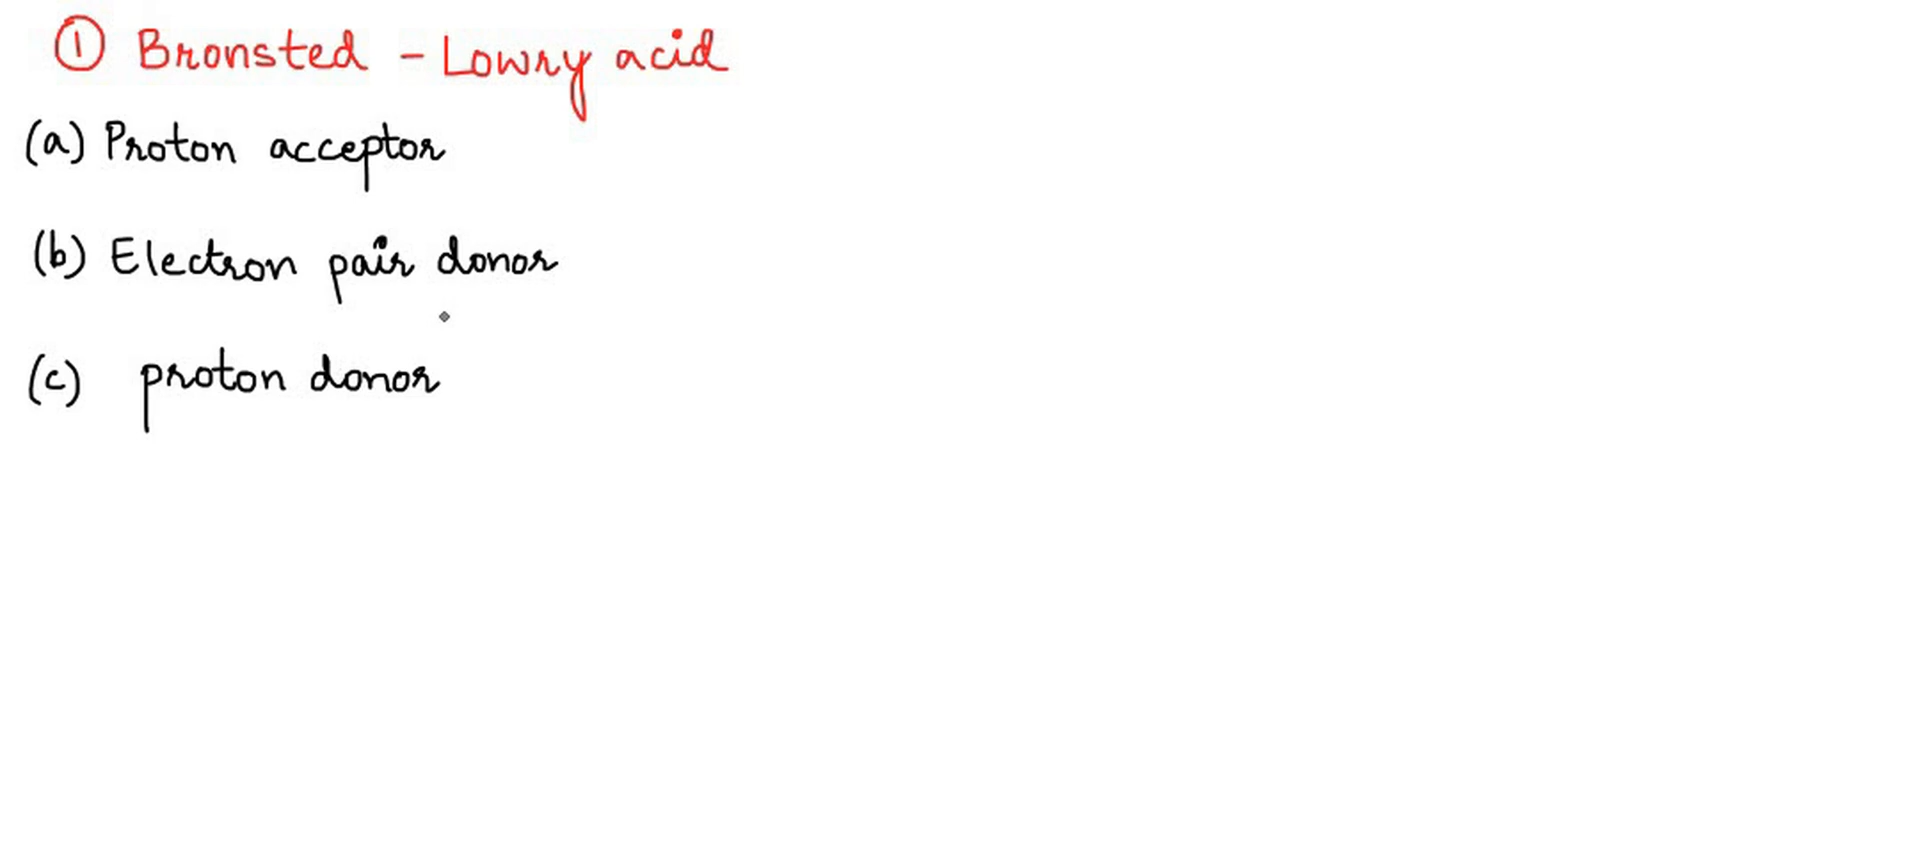 ① Bronsted - Lowry acid
(a) Proton acceptor
(b) Electron pair donor
(c) proton donor